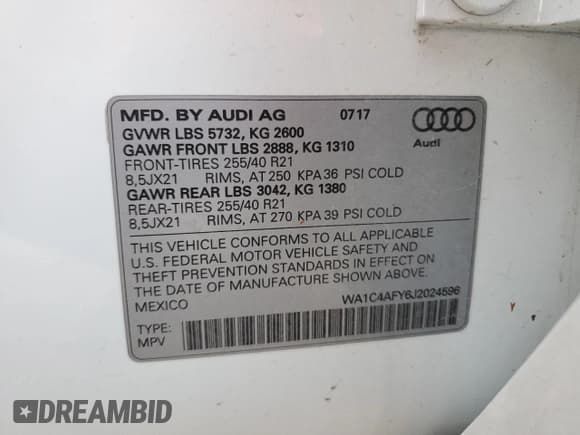 MFD. BY AUDI AG 0717
GVWR LBS 5732, KG 2600
GAWR FRONT LBS 2888, KG 1310
FRONT-TIRES 255/40 R21
8,5JX21 RIMS, AT 250 KPA 36 PSI COLD
GAWR REAR LBS 3042, KG 1380
REAR-TIRES 255/40 R21
8,5JX21 RIMS, AT 270 KPA 39 PSI COLD
Audi
THIS VEHICLE CONFORMS TO ALL APPLICABLE
U.S. FEDERAL MOTOR VEHICLE SAFETY AND
THEFT PREVENTION STANDARDS IN EFFECT ON
THE DATE OF MANUFACTURE SHOWN ABOVE.
MEXICO WA1C4AFY6J2024596
TYPE:
MPV
DREAMBID